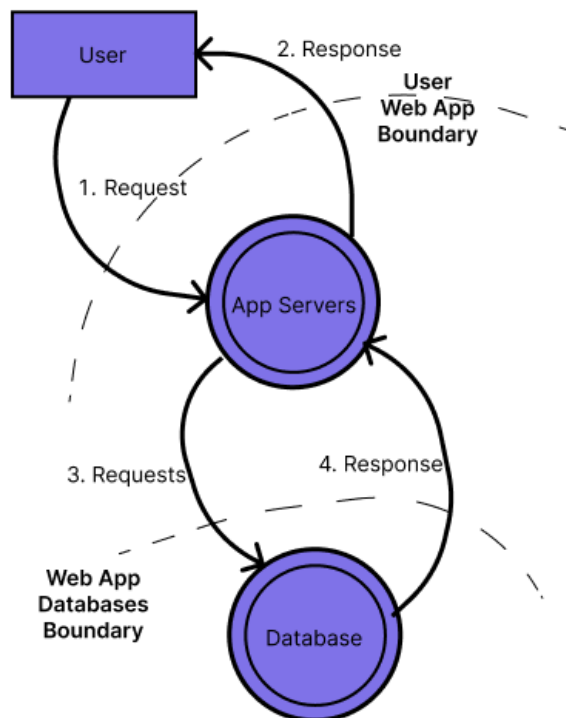 User
2. Response
User
Web App
Boundary
1. Request
App Servers
3. Requests
4. Response
Web App
Databases
Boundary
Database